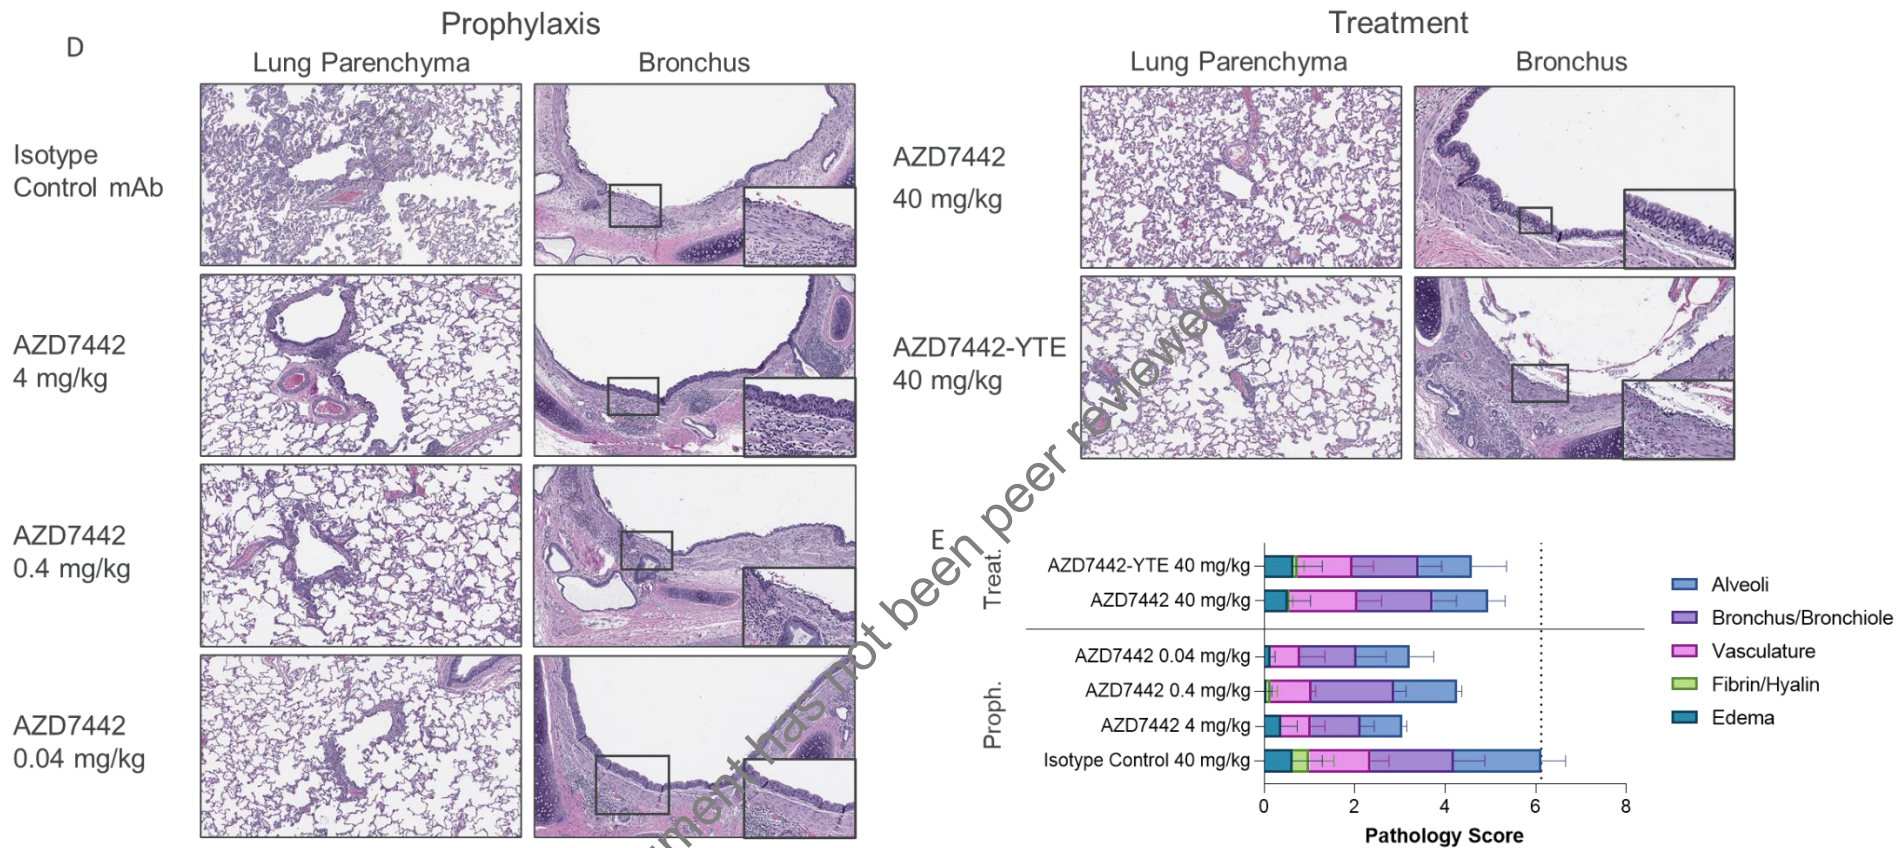 D
Prophylaxis
Lung Parenchyma
Bronchus
Isotype
Control mAb
AZD7442
4 mg/kg
AZD7442
0.4 mg/kg
AZD7442
0.04 mg/kg
Treatment
Lung Parenchyma
Bronchus
AZD7442
40 mg/kg
AZD7442-YTE
40 mg/kg
has not been peer reviewed
E
Treat.
AZD7442-YTE 40 mg/kg
AZD7442 40 mg/kg
Proph.
AZD7442 0.04 mg/kg
AZD7442 0.4 mg/kg
AZD7442 4 mg/kg
Isotype Control 40 mg/kg
0 2 4 6 8
Pathology Score
Alveoli
Bronchus/Bronchiole
Vasculature
Fibrin/Hyalin
Edema